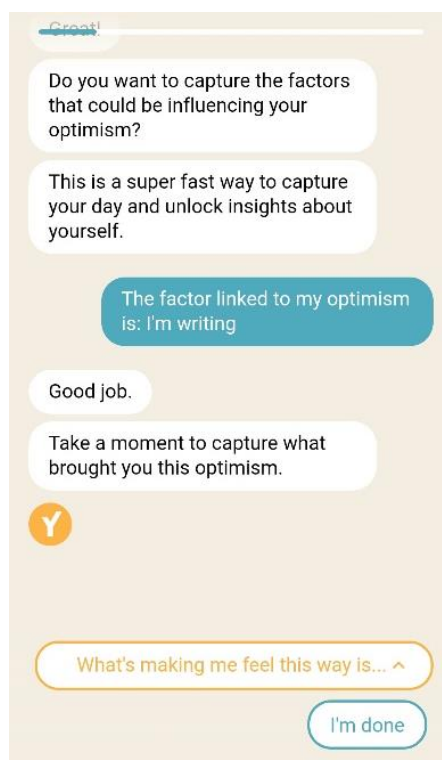 Great!
Do you want to capture the factors
that could be influencing your
optimism?
This is a super fast way to capture
your day and unlock insights about
yourself.
The factor linked to my optimism
is: I'm writing
Good job.
Take a moment to capture what
brought you this optimism.
Y
What's making me feel this way is...
I'm done